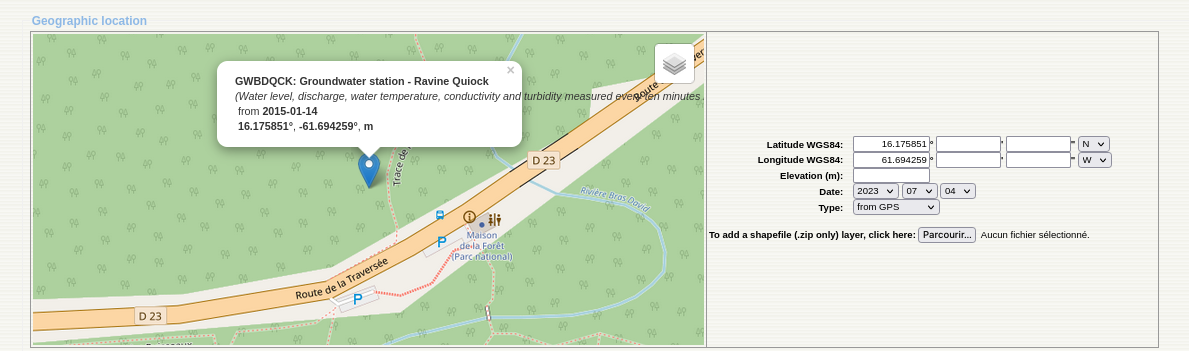 Geographic location
×
GWBDQCK: Groundwater station - Ravine Quiock
(Water level, discharge, water temperature, conductivity and turbidity measured every ten minutes
from 2015-01-14
16.175851°, -61.694259°, m
Route
Trace de
D 23
Rivière Bras David
P
Maison
de la Forêt
(Parc national)
Route de la Traversée
P
D 23
Latitude WGS84: 16.175851 ° ' " N
Longitude WGS84: 61.694259 ° ' " W
Elevation (m):
Date: 2023 07 04
Type: from GPS
To add a shapefile (.zip only) layer, click here: Parcourir... Aucun fichier sélectionné.